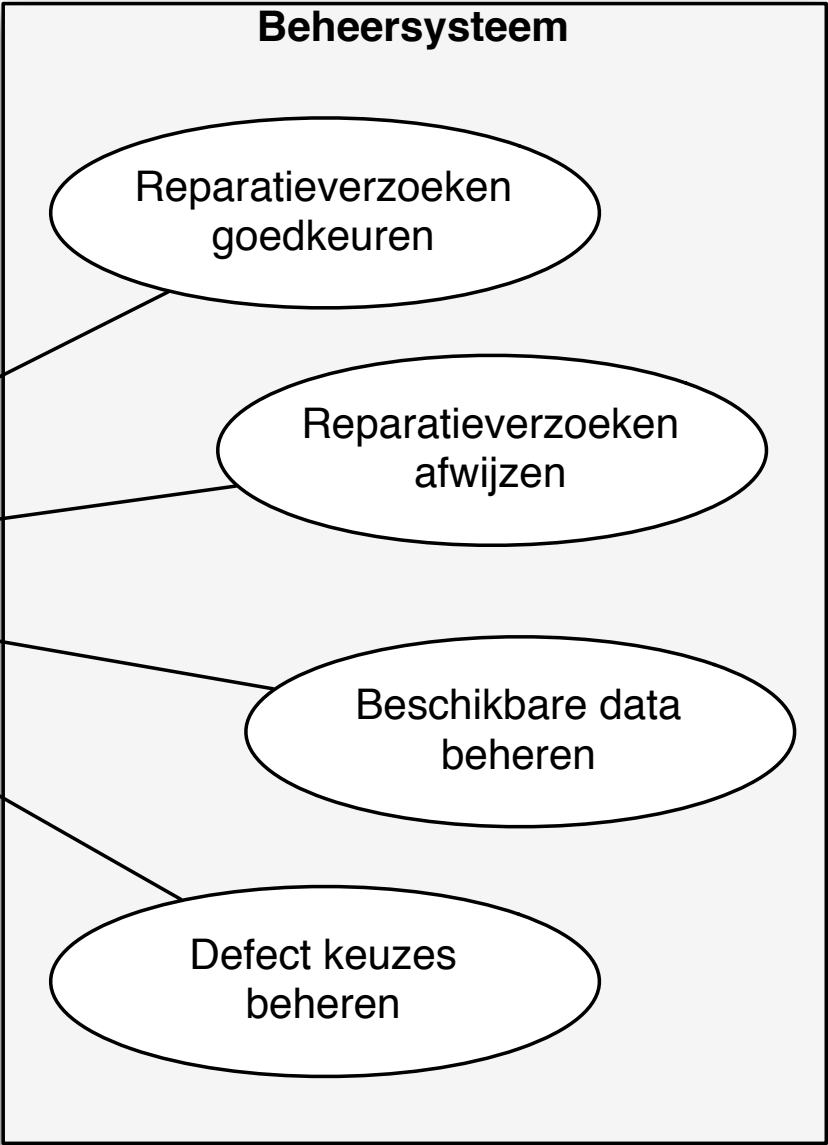 Beheersysteem
Reparatieverzoeken
goedkeuren
Reparatieverzoeken
afwijzen
Beschikbare data
beheren
Defect keuzes
beheren